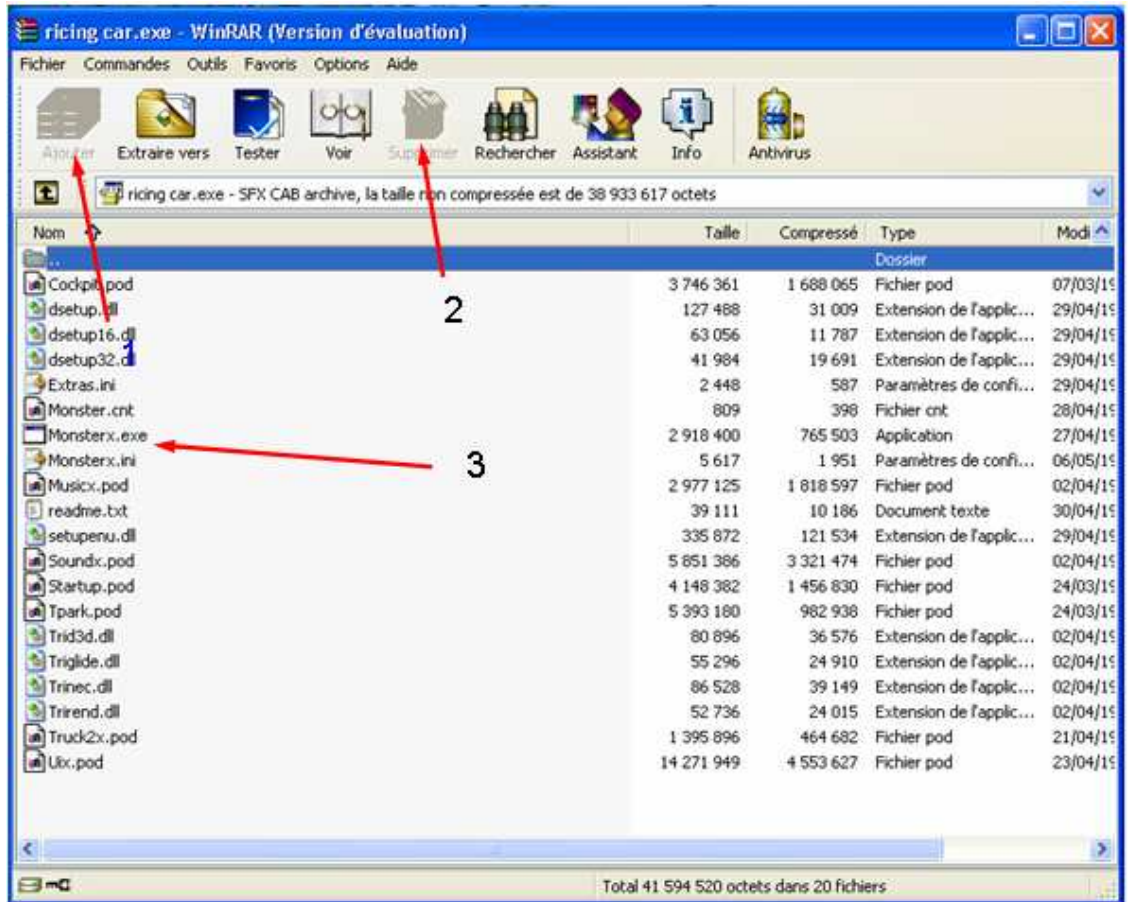 ricing car.exe - WinRAR (Version d'évaluation)
Fichier Commandes Outils Favoris Options Aide
Ajouter Extraire vers Tester Voir Supprimer Rechercher Assistant Info Antivirus
ricing car.exe - SFX CAB archive, la taille non compressée est de 38 933 617 octets
Nom Taille Compressé Type Modi
.. Dossier
Cockpit.pod 3 746 361 1 688 065 Fichier pod 07/03/19
dsetup.dll 127 488 31 009 Extension de l'applic... 29/04/19
2
dsetup16.dll 63 056 11 787 Extension de l'applic... 29/04/19
1
dsetup32.dll 41 984 19 691 Extension de l'applic... 29/04/19
Extras.ini 2 448 587 Paramètres de confi... 29/04/19
Monster.cnt 809 398 Fichier cnt 28/04/19
Monsterx.exe 2 918 400 765 503 Application 27/04/19
3
Monsterx.ini 5 617 1 951 Paramètres de confi... 06/05/19
Musicx.pod 2 977 125 1 818 597 Fichier pod 02/04/19
readme.txt 39 111 10 186 Document texte 30/04/19
setupenu.dll 335 872 121 534 Extension de l'applic... 29/04/19
Soundx.pod 5 851 386 3 321 474 Fichier pod 02/04/19
Startup.pod 4 148 382 1 456 830 Fichier pod 24/03/19
Tpark.pod 5 393 180 982 938 Fichier pod 24/03/19
Trid3d.dll 80 896 36 576 Extension de l'applic... 02/04/19
Triglide.dll 55 296 24 910 Extension de l'applic... 02/04/19
Trinec.dll 86 528 39 149 Extension de l'applic... 02/04/19
Trirend.dll 52 736 24 015 Extension de l'applic... 02/04/19
Truck2x.pod 1 395 896 464 682 Fichier pod 21/04/19
Uix.pod 14 271 949 4 553 627 Fichier pod 23/04/19
Total 41 594 520 octets dans 20 fichiers